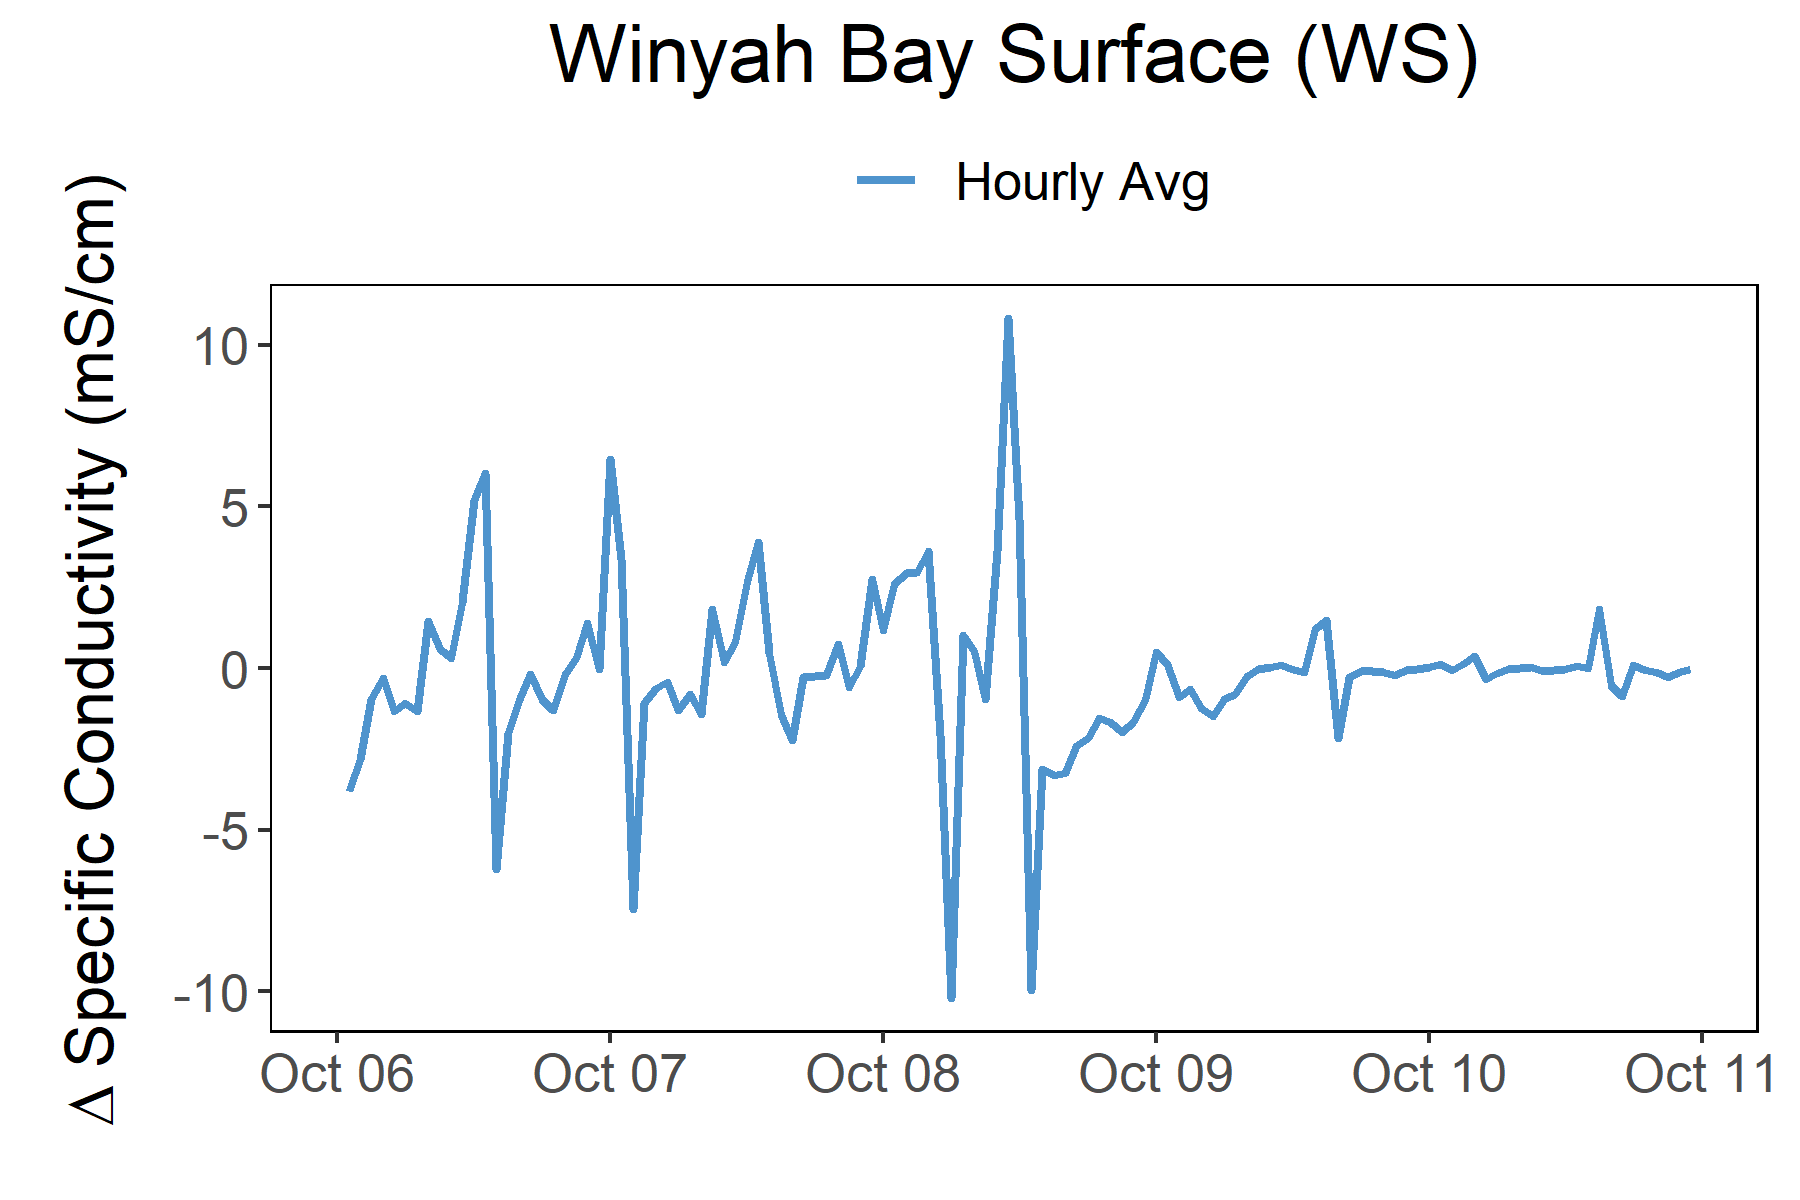 Winyah Bay Surface (WS)
Hourly Avg
Δ Specific Conductivity (mS/cm)
10
5
0
-5
-10
Oct 06
Oct 07
Oct 08
Oct 09
Oct 10
Oct 11